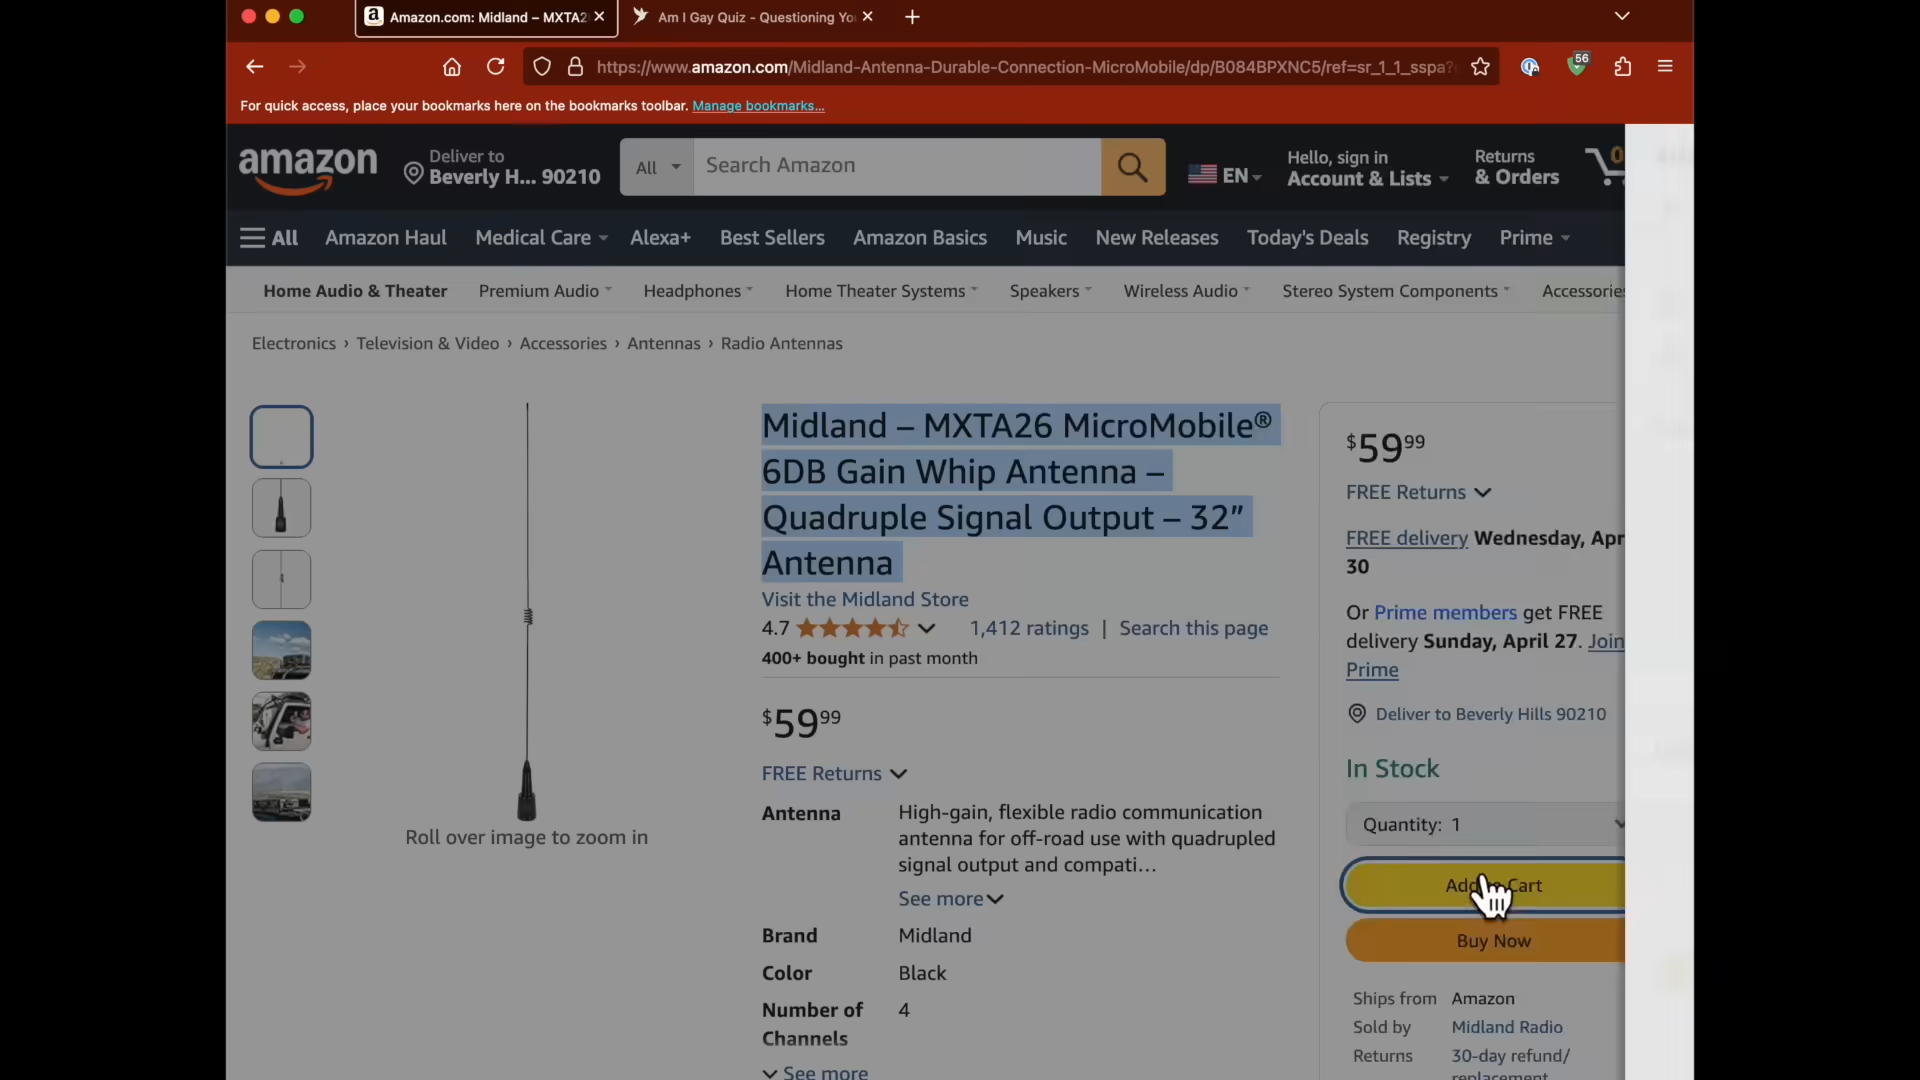 Amazon.com: Midland – MXTA2
Am I Gay Quiz - Questioning Yo
https://www.amazon.com/Midland-Antenna-Durable-Connection-MicroMobile/dp/B084BPXNC5/ref=sr_1_1_sspa?
56
For quick access, place your bookmarks here on the bookmarks toolbar. Manage bookmarks...
amazon
Deliver to
Beverly H... 90210
All
Search Amazon
EN
Hello, sign in
Account & Lists
Returns
& Orders
0
All
Amazon Haul
Medical Care
Alexa+
Best Sellers
Amazon Basics
Music
New Releases
Today's Deals
Registry
Prime
Home Audio & Theater
Premium Audio
Headphones
Home Theater Systems
Speakers
Wireless Audio
Stereo System Components
Accessories
Electronics › Television & Video › Accessories › Antennas › Radio Antennas
Midland – MXTA26 MicroMobile®
6DB Gain Whip Antenna –
Quadruple Signal Output – 32”
Antenna
Visit the Midland Store
4.7
1,412 ratings | Search this page
400+ bought in past month
$59⁹⁹
FREE Returns
Antenna
High-gain, flexible radio communication
antenna for off-road use with quadrupled
signal output and compati...
See more
Brand
Midland
Color
Black
Number of
Channels
4
See more
Roll over image to zoom in
$59⁹⁹
FREE Returns
FREE delivery Wednesday, Apr
30
Or Prime members get FREE
delivery Sunday, April 27. Join
Prime
Deliver to Beverly Hills 90210
In Stock
Quantity: 1
Add to Cart
Buy Now
Ships from Amazon
Sold by Midland Radio
Returns 30-day refund/
replacement